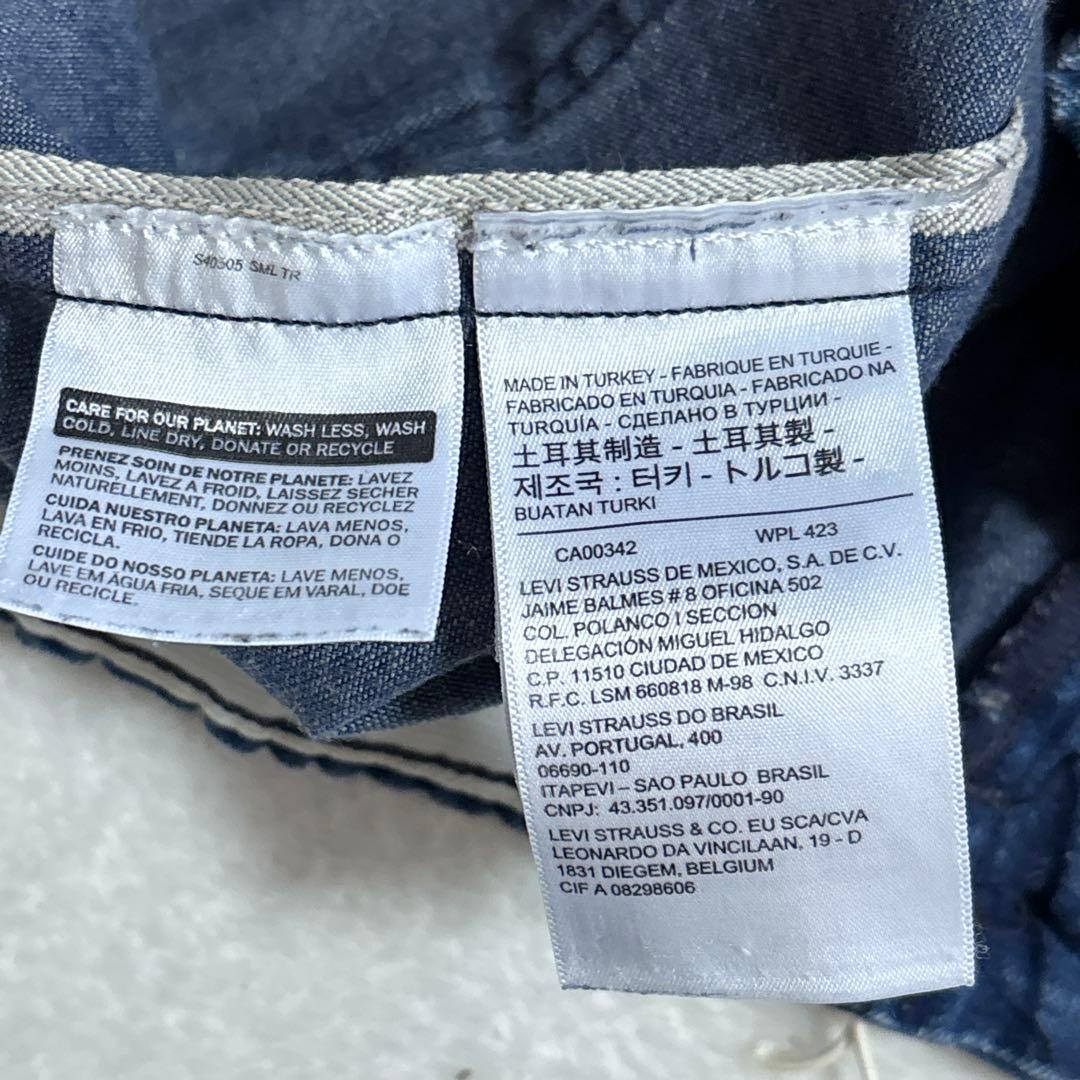 S40305 SML TR
CARE FOR OUR PLANET: WASH LESS, WASH
COLD, LINE DRY, DONATE OR RECYCLE
PRENEZ SOIN DE NOTRE PLANETE: LAVEZ
MOINS, LAVEZ A FROID, LAISSEZ SECHER
NATURELLEMENT, DONNEZ OU RECYCLEZ
CUIDA NUESTRO PLANETA: LAVA MENOS,
LAVA EN FRIO, TIENDE LA ROPA, DONA O
RECICLA.
CUIDE DO NOSSO PLANETA: LAVE MENOS,
LAVE EM ÁGUA FRIA, SEQUE EM VARAL, DOE
OU RECICLE.
MADE IN TURKEY - FABRIQUE EN TURQUIE -
FABRICADO EN TURQUIA - FABRICADO NA
TURQUÍA - СДЕЛАНО В ТУРЦИИ -
土耳其制造 - 土耳其製 -
제조국 : 터키 - トルコ製 -
BUATAN TURKI
CA00342 WPL 423
LEVI STRAUSS DE MEXICO, S.A. DE C.V.
JAIME BALMES # 8 OFICINA 502
COL. POLANCO I SECCION
DELEGACIÓN MIGUEL HIDALGO
C.P. 11510 CIUDAD DE MEXICO
R.F.C. LSM 660818 M-98 C.N.I.V. 3337
LEVI STRAUSS DO BRASIL
AV. PORTUGAL, 400
06690-110
ITAPEVI – SAO PAULO BRASIL
CNPJ: 43.351.097/0001-90
LEVI STRAUSS & CO. EU SCA/CVA
LEONARDO DA VINCILAAN, 19 - D
1831 DIEGEM, BELGIUM
CIF A 08298606